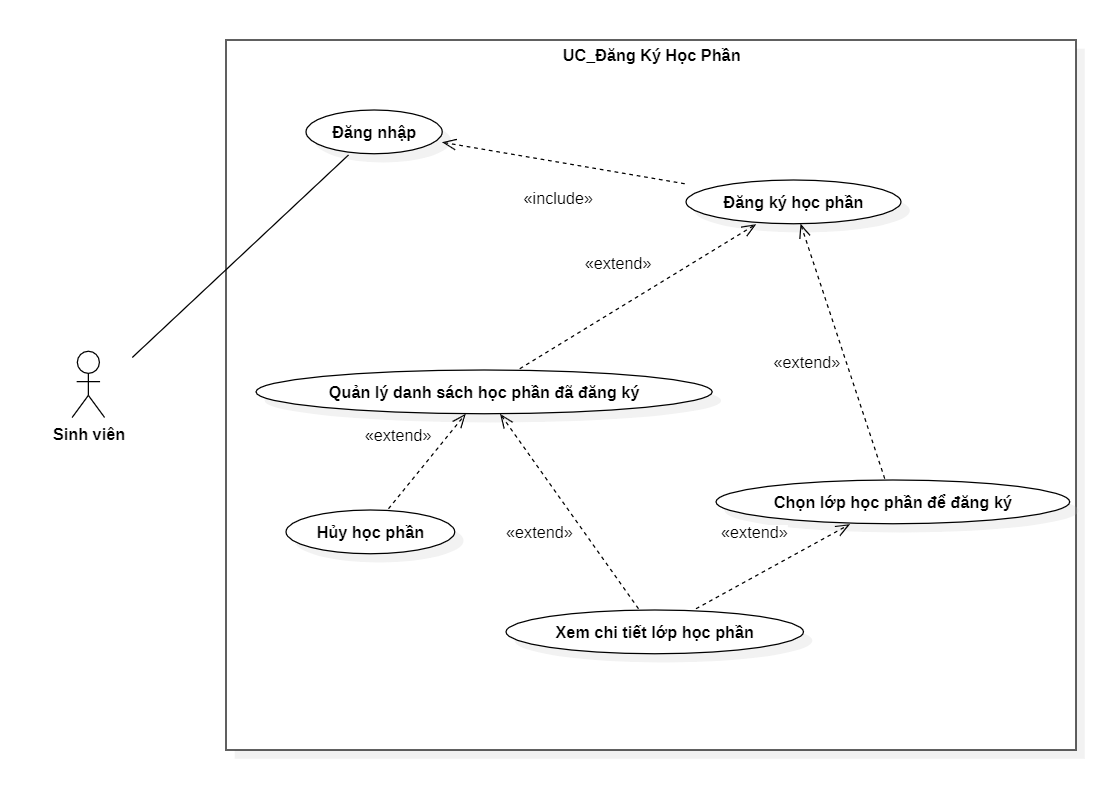 UC_Đăng Ký Học Phần
Đăng nhập
«include»
Đăng ký học phần
«extend»
«extend»
Quản lý danh sách học phần đã đăng ký
Sinh viên
«extend»
Chọn lớp học phần để đăng ký
Hủy học phần
«extend»
«extend»
Xem chi tiết lớp học phần